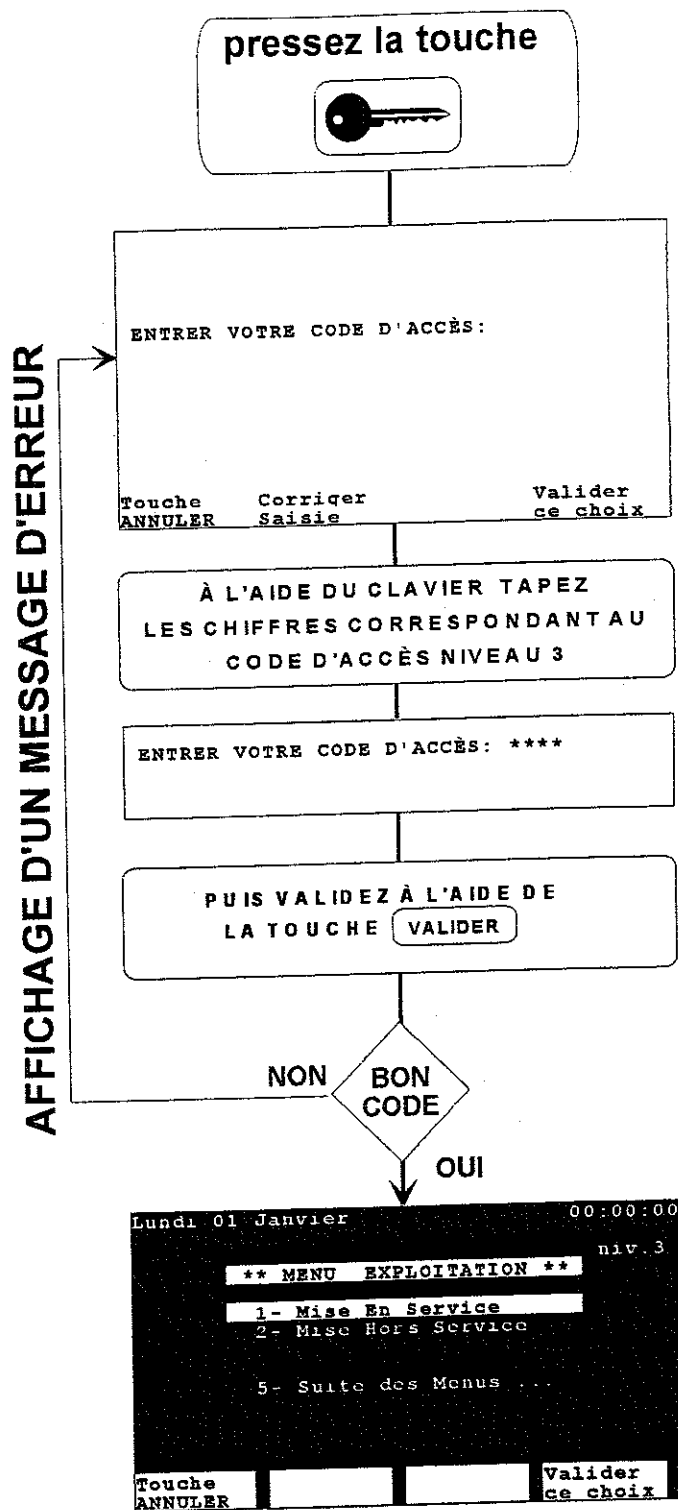 pressez la touche
ENTRER VOTRE CODE D'ACCÈS:
Touche Corriger Valider
ANNULER Saisie ce choix
À L'AIDE DU CLAVIER TAPEZ
LES CHIFFRES CORRESPONDANT AU
CODE D'ACCÈS NIVEAU 3
ENTRER VOTRE CODE D'ACCÈS: ****
PUIS VALIDEZ À L'AIDE DE
LA TOUCHE VALIDER
AFFICHAGE D'UN MESSAGE D'ERREUR
NON
BON
CODE
OUI
Lundi 01 Janvier 00:00:00
niv.3
** MENU EXPLOITATION **
1- Mise En Service
2- Mise Hors Service
5- Suite des Menus ...
Touche Valider
ANNULER ce choix